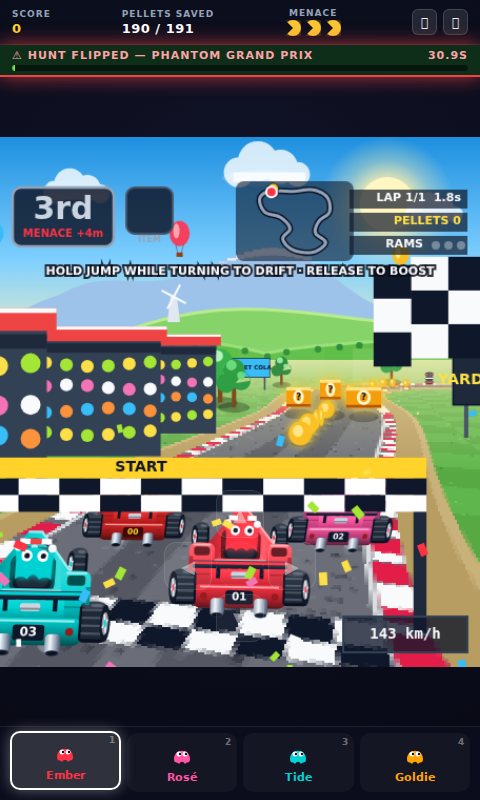 SCORE
0
PELLETS SAVED
190 / 191
MENACE
⚠ HUNT FLIPPED — PHANTOM GRAND PRIX
30.9S
3rd
MENACE +4m
ITEM
LAP 1/1 1.8s
PELLETS 0
RAMS
HOLD JUMP WHILE TURNING TO DRIFT · RELEASE TO BOOST
ET COLA
? ? ?
YARD
START
00
02
01
03
143 km/h
1
Ember
2
Rosé
3
Tide
4
Goldie